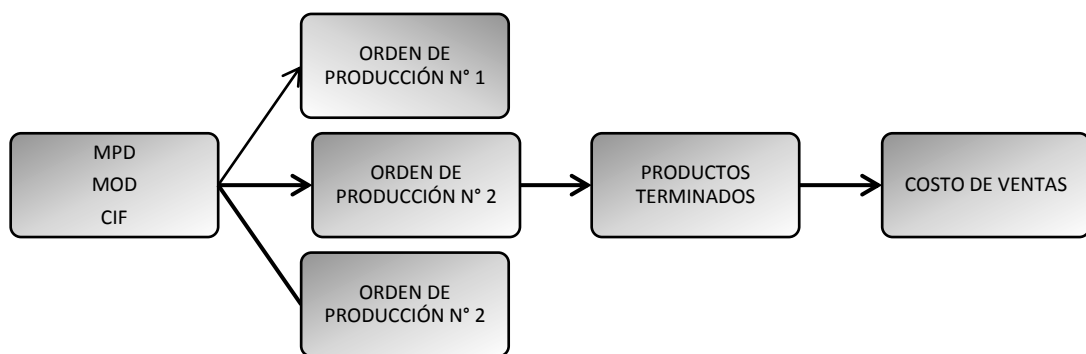 ORDEN DE
PRODUCCIÓN N° 1
MPD
MOD
CIF
ORDEN DE
PRODUCCIÓN N° 2
PRODUCTOS
TERMINADOS
COSTO DE VENTAS
ORDEN DE
PRODUCCIÓN N° 2